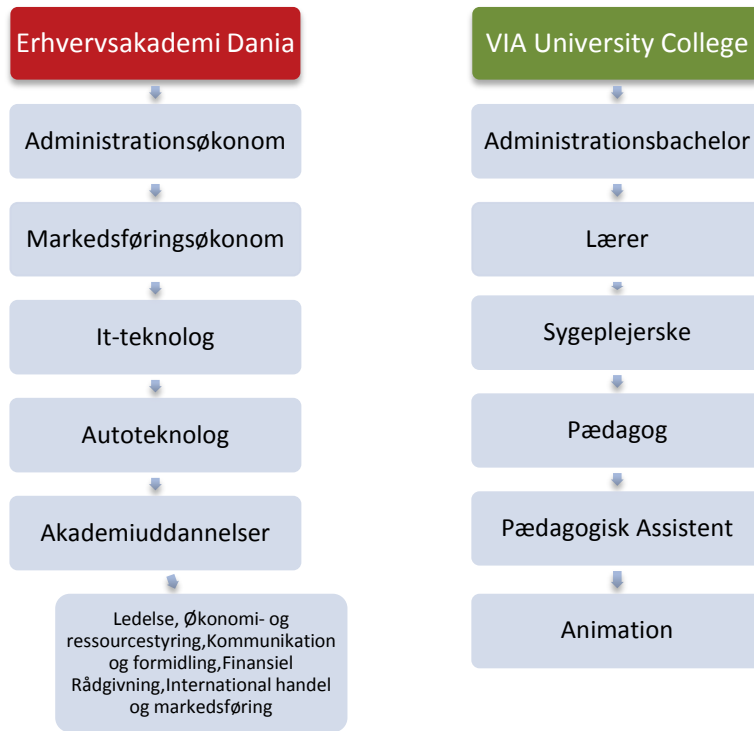 Erhvervsakademi Dania
Administrationsøkonom
Markedsføringsøkonom
It-teknolog
Autoteknolog
Akademiuddannelser
Ledelse, Økonomi- og
ressourcestyring,Kommunikation
og formidling,Finansiel
Rådgivning,International handel
og markedsføring
VIA University College
Administrationsbachelor
Lærer
Sygeplejerske
Pædagog
Pædagogisk Assistent
Animation